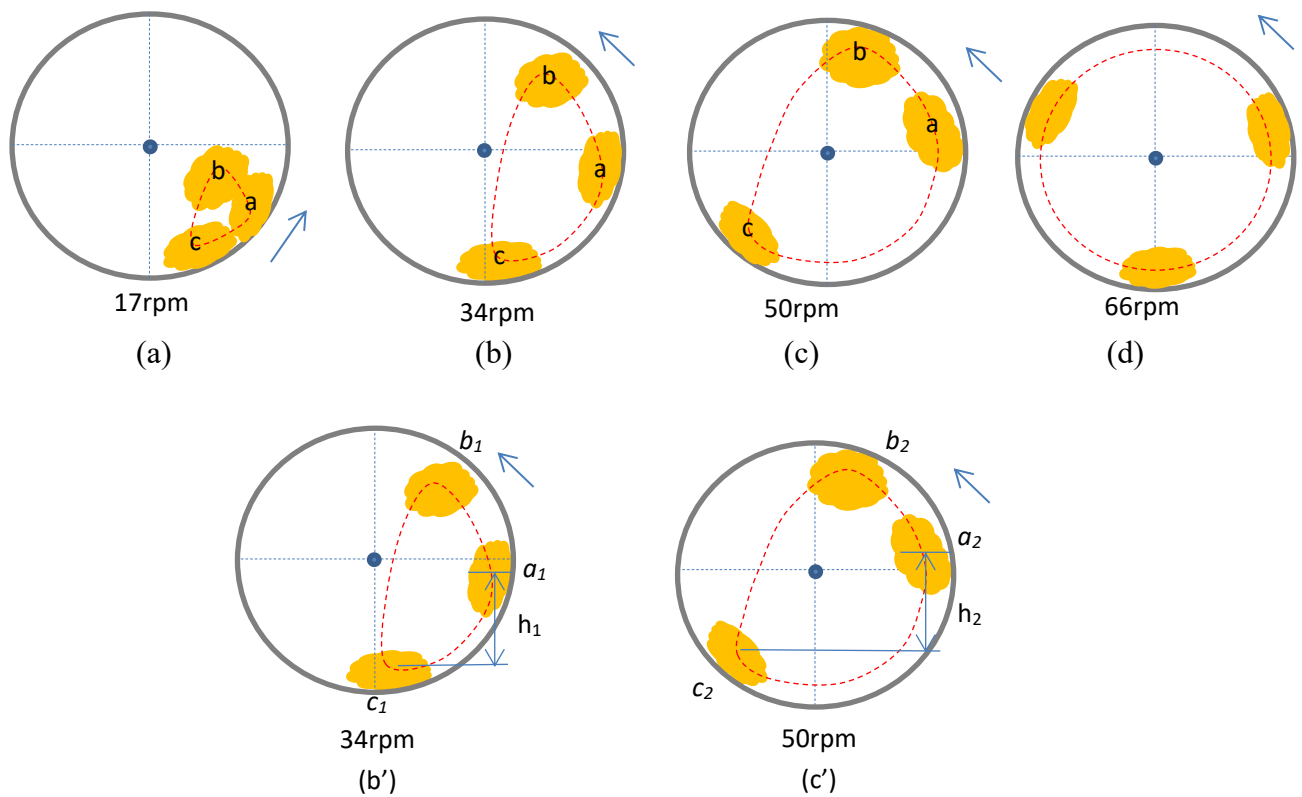 b
a
c
17rpm
(a)
b
a
c
34rpm
(b)
b
a
c
50rpm
(c)
66rpm
(d)
b1
a1
h1
c1
34rpm
(b’)
b2
a2
h2
c2
50rpm
(c’)